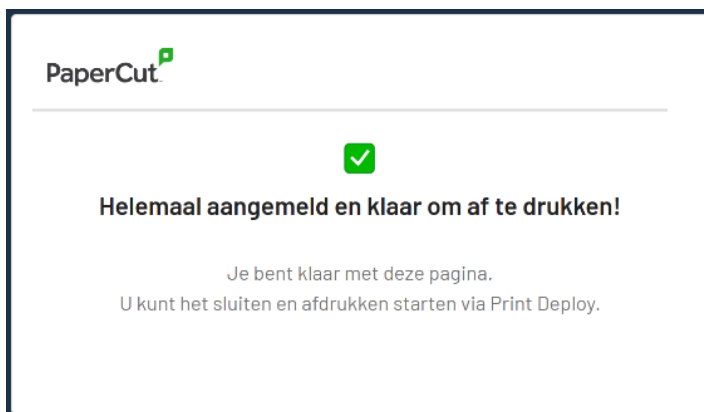 PaperCut
Helemaal aangemeld en klaar om af te drukken!
Je bent klaar met deze pagina.
U kunt het sluiten en afdrukken starten via Print Deploy.